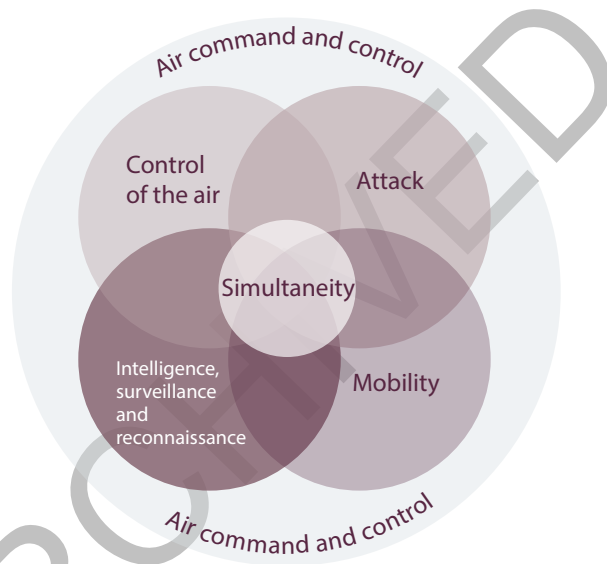 Air command and control
Control
of the air
Attack
Simultaneity
Intelligence,
surveillance
and
reconnaissance
Mobility
Air command and control
RCHIVED